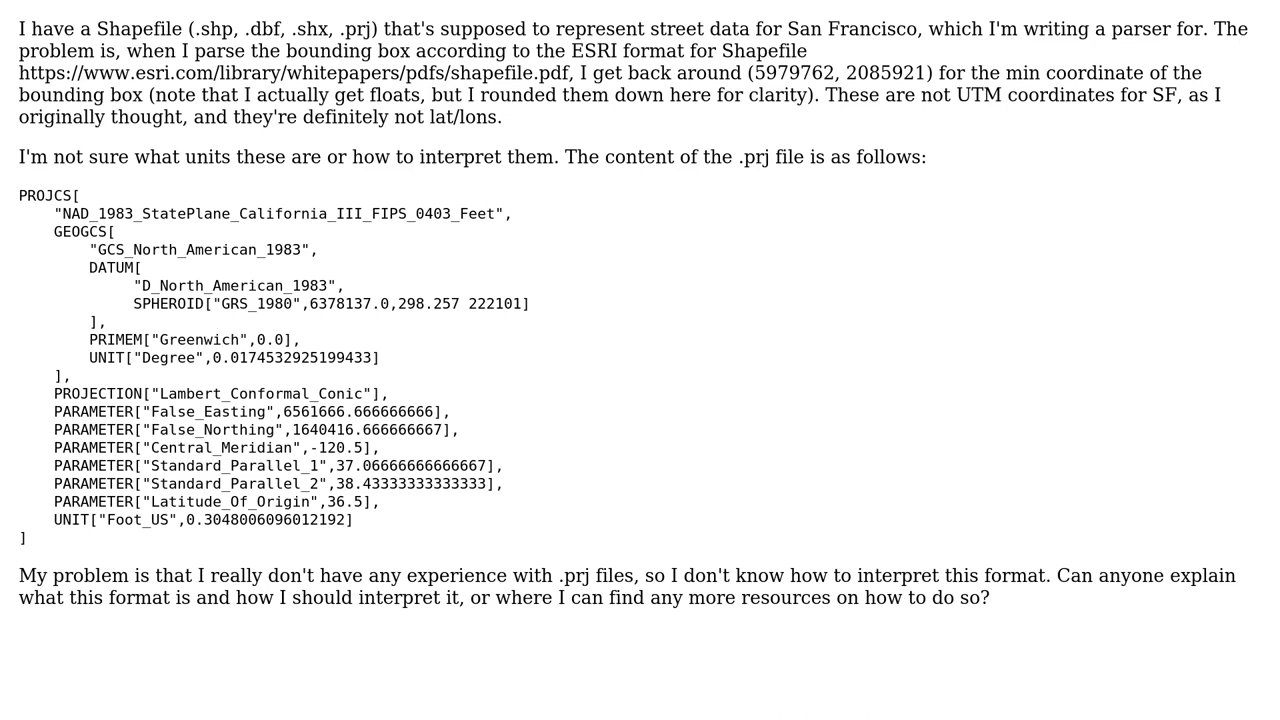 I have a Shapefile (.shp, .dbf, .shx, .prj) that's supposed to represent street data for San Francisco, which I'm writing a parser for. The
problem is, when I parse the bounding box according to the ESRI format for Shapefile
https://www.esri.com/library/whitepapers/pdfs/shapefile.pdf, I get back around (5979762, 2085921) for the min coordinate of the
bounding box (note that I actually get floats, but I rounded them down here for clarity). These are not UTM coordinates for SF, as I
originally thought, and they're definitely not lat/lons.
I'm not sure what units these are or how to interpret them. The content of the .prj file is as follows:
PROJCS[
    "NAD_1983_StatePlane_California_III_FIPS_0403_Feet",
    GEOGCS[
        "GCS_North_American_1983",
        DATUM[
             "D_North_American_1983",
             SPHEROID["GRS_1980",6378137.0,298.257 222101]
        ],
        PRIMEM["Greenwich",0.0],
        UNIT["Degree",0.0174532925199433]
    ],
    PROJECTION["Lambert_Conformal_Conic"],
    PARAMETER["False_Easting",6561666.666666666],
    PARAMETER["False_Northing",1640416.666666667],
    PARAMETER["Central_Meridian",-120.5],
    PARAMETER["Standard_Parallel_1",37.06666666666667],
    PARAMETER["Standard_Parallel_2",38.43333333333333],
    PARAMETER["Latitude_Of_Origin",36.5],
    UNIT["Foot_US",0.3048006096012192]
]
My problem is that I really don't have any experience with .prj files, so I don't know how to interpret this format. Can anyone explain
what this format is and how I should interpret it, or where I can find any more resources on how to do so?